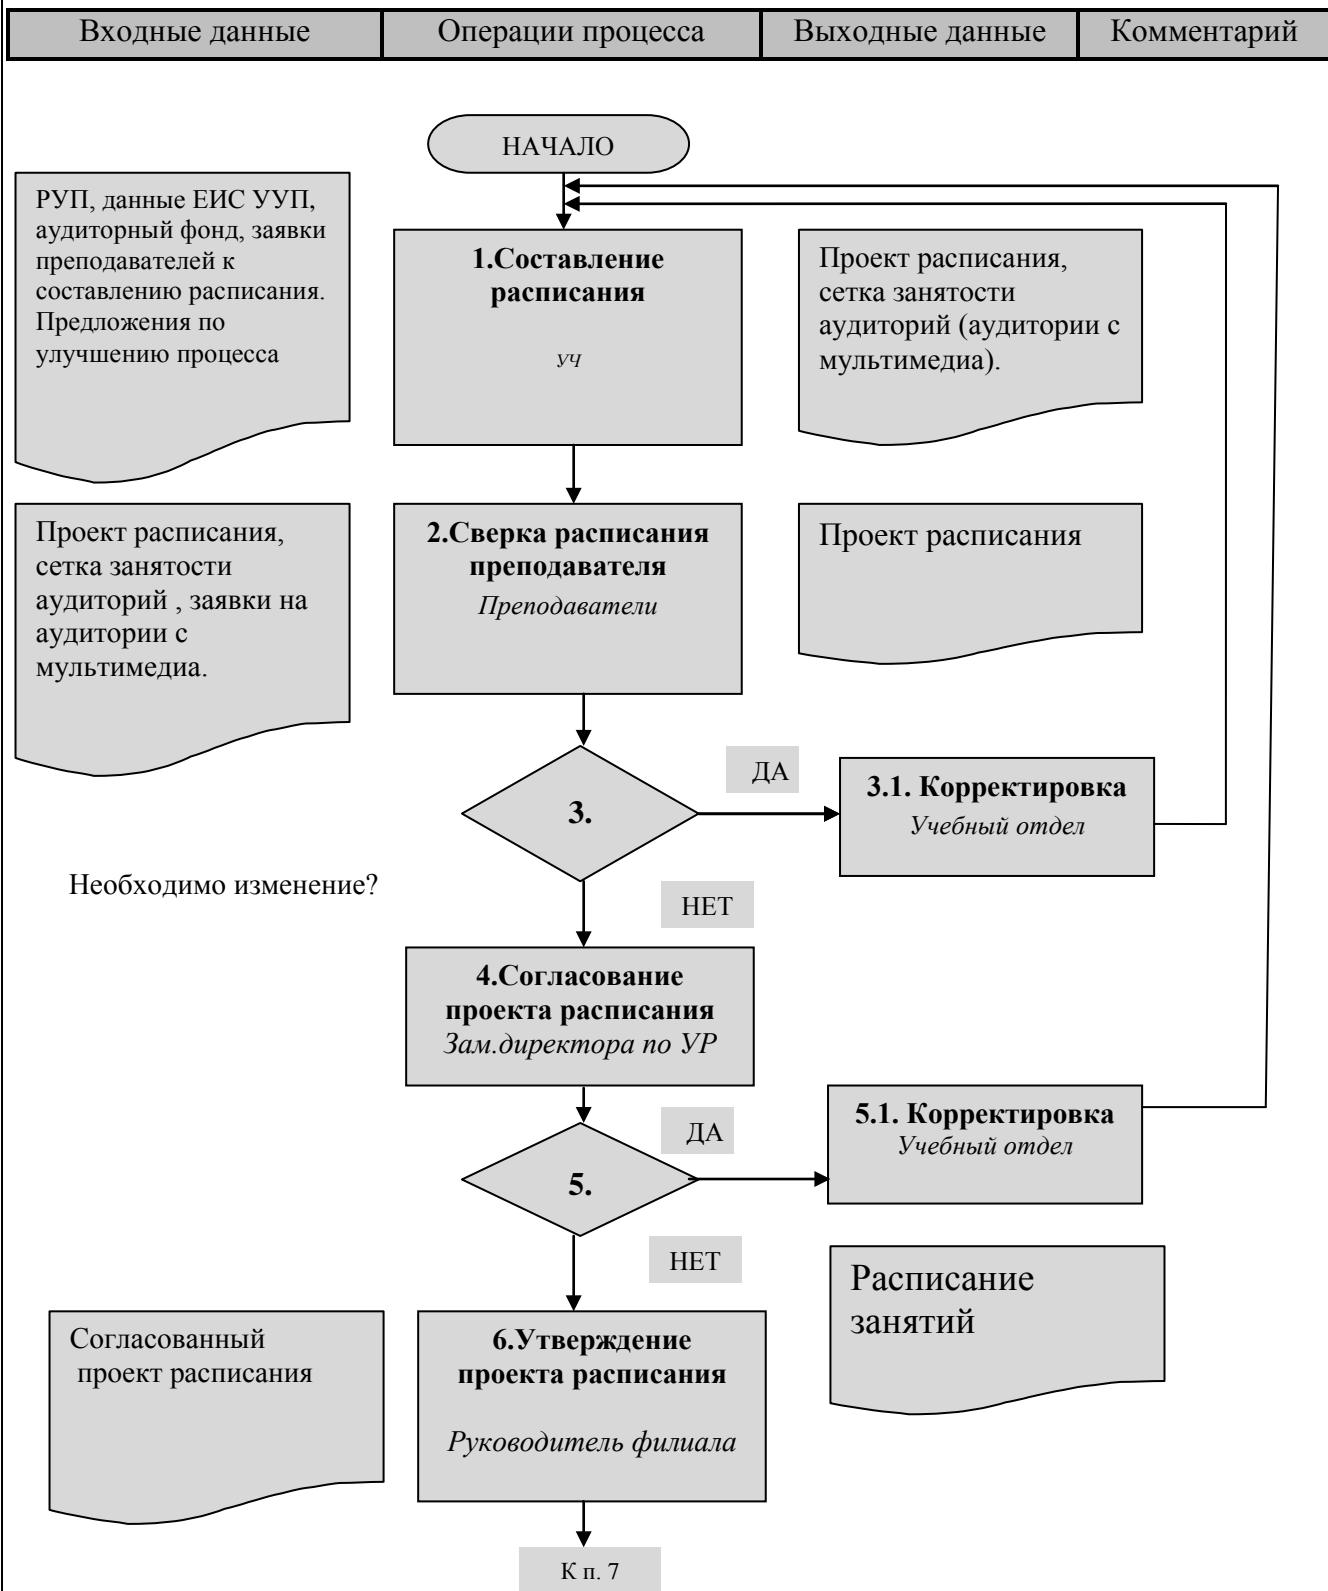 Входные данные
Операции процесса
Выходные данные
Комментарий
НАЧАЛО
РУП, данные ЕИС УУП,
аудиторный фонд, заявки
преподавателей к
составлению расписания.
Предложения по
улучшению процесса
1.Составление
расписания
УЧ
Проект расписания,
сетка занятости
аудиторий (аудитории с
мультимедиа).
Проект расписания,
сетка занятости
аудиторий , заявки на
аудитории с
мультимедиа.
2.Сверка расписания
преподавателя
Преподаватели
Проект расписания
3.
ДА
3.1. Корректировка
Учебный отдел
Необходимо изменение?
НЕТ
4.Согласование
проекта расписания
Зам.директора по УР
5.
ДА
5.1. Корректировка
Учебный отдел
НЕТ
Расписание
занятий
Согласованный
проект расписания
6.Утверждение
проекта расписания
Руководитель филиала
К п. 7